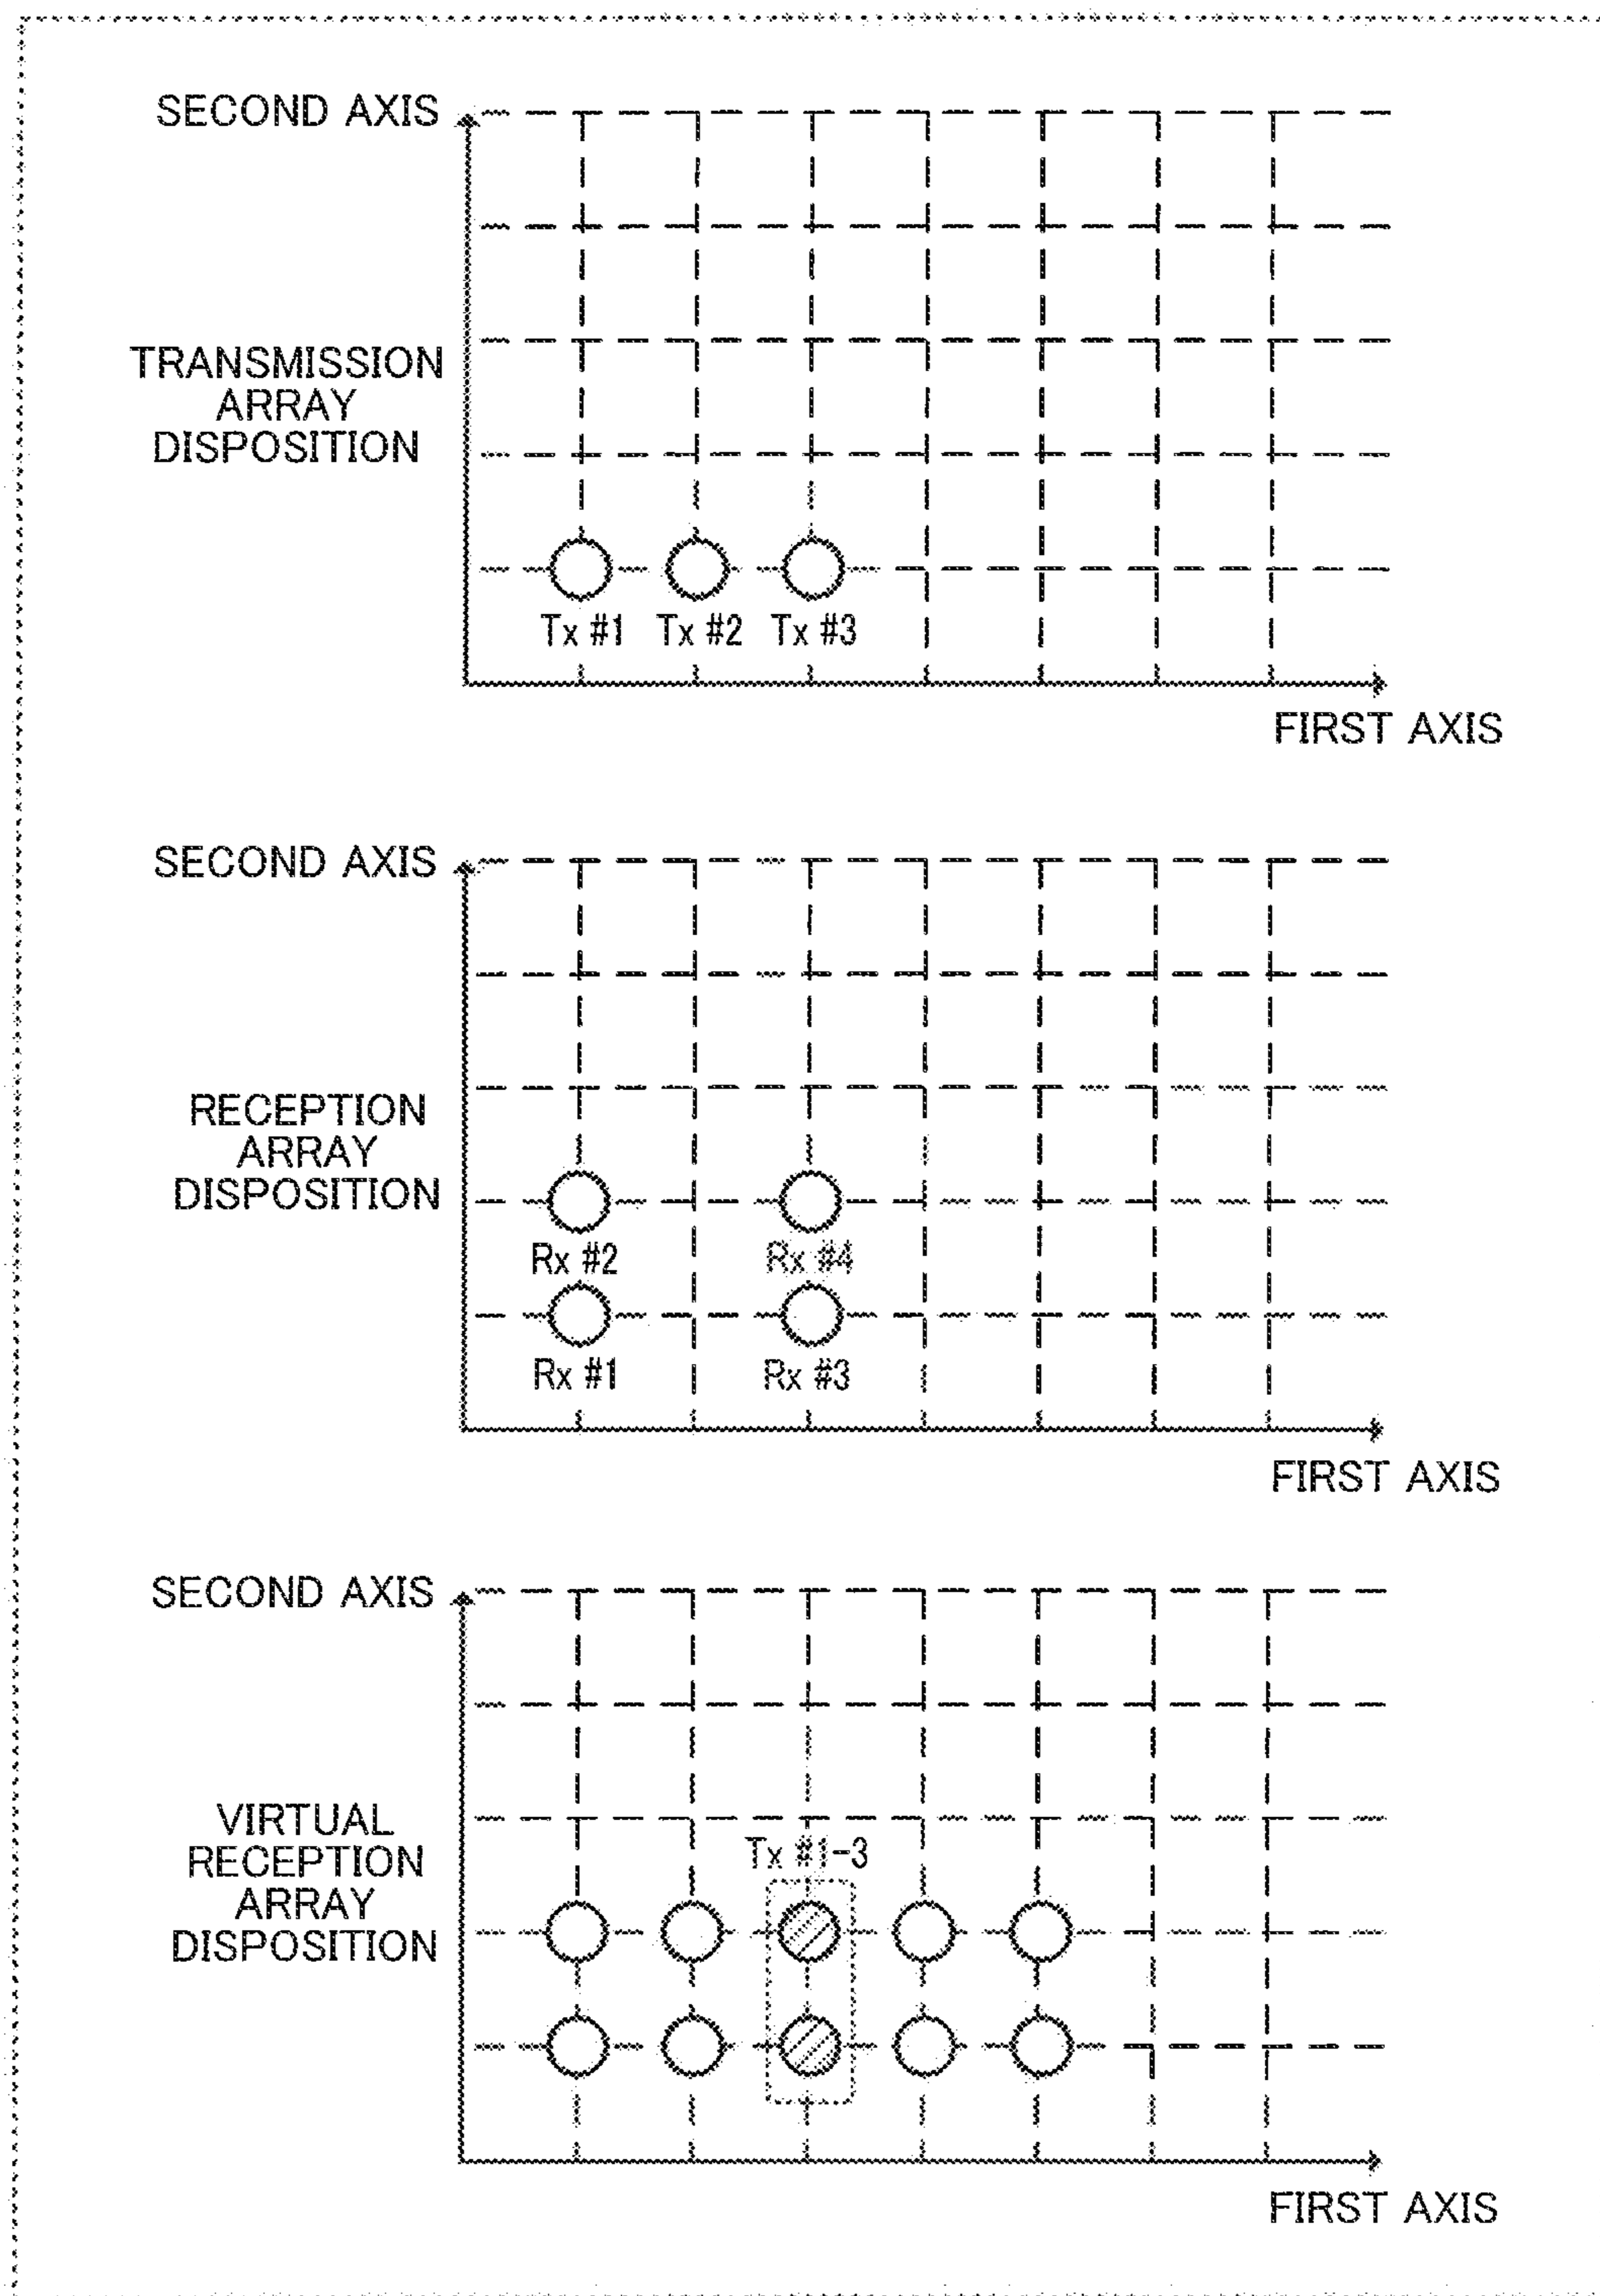 SECOND AXIS
TRANSMISSION
ARRAY
DISPOSITION
Tx #1 Tx #2 Tx #3
FIRST AXIS
SECOND AXIS
RECEPTION
ARRAY
DISPOSITION
Rx #2 Rx #4
Rx #1 Rx #3
FIRST AXIS
SECOND AXIS
VIRTUAL
RECEPTION
ARRAY
DISPOSITION
Tx #1-3
FIRST AXIS